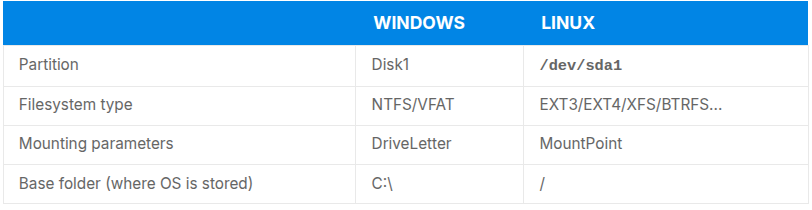 WINDOWS LINUX
Partition Disk1 /dev/sda1
Filesystem type NTFS/VFAT EXT3/EXT4/XFS/BTRFS...
Mounting parameters DriveLetter MountPoint
Base folder (where OS is stored) C:\ /